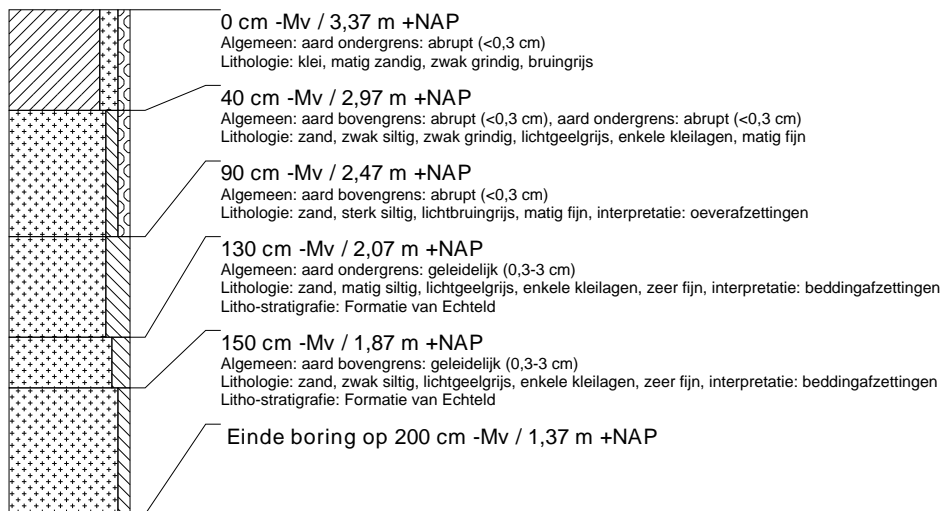 0 cm -Mv / 3,37 m +NAP
Algemeen: aard ondergrens: abrupt (<0,3 cm)
Lithologie: klei, matig zandig, zwak grindig, bruingrijs
40 cm -Mv / 2,97 m +NAP
Algemeen: aard bovengrens: abrupt (<0,3 cm), aard ondergrens: abrupt (<0,3 cm)
Lithologie: zand, zwak siltig, zwak grindig, lichtgeelgrijs, enkele kleilagen, matig fijn
90 cm -Mv / 2,47 m +NAP
Algemeen: aard bovengrens: abrupt (<0,3 cm)
Lithologie: zand, sterk siltig, lichtbruingrijs, matig fijn, interpretatie: oeverafzettingen
130 cm -Mv / 2,07 m +NAP
Algemeen: aard ondergrens: geleidelijk (0,3-3 cm)
Lithologie: zand, matig siltig, lichtgeelgrijs, enkele kleilagen, zeer fijn, interpretatie: beddingafzettingen
Litho-stratigrafie: Formatie van Echteld
150 cm -Mv / 1,87 m +NAP
Algemeen: aard bovengrens: geleidelijk (0,3-3 cm)
Lithologie: zand, zwak siltig, lichtgeelgrijs, enkele kleilagen, zeer fijn, interpretatie: beddingafzettingen
Litho-stratigrafie: Formatie van Echteld
Einde boring op 200 cm -Mv / 1,37 m +NAP